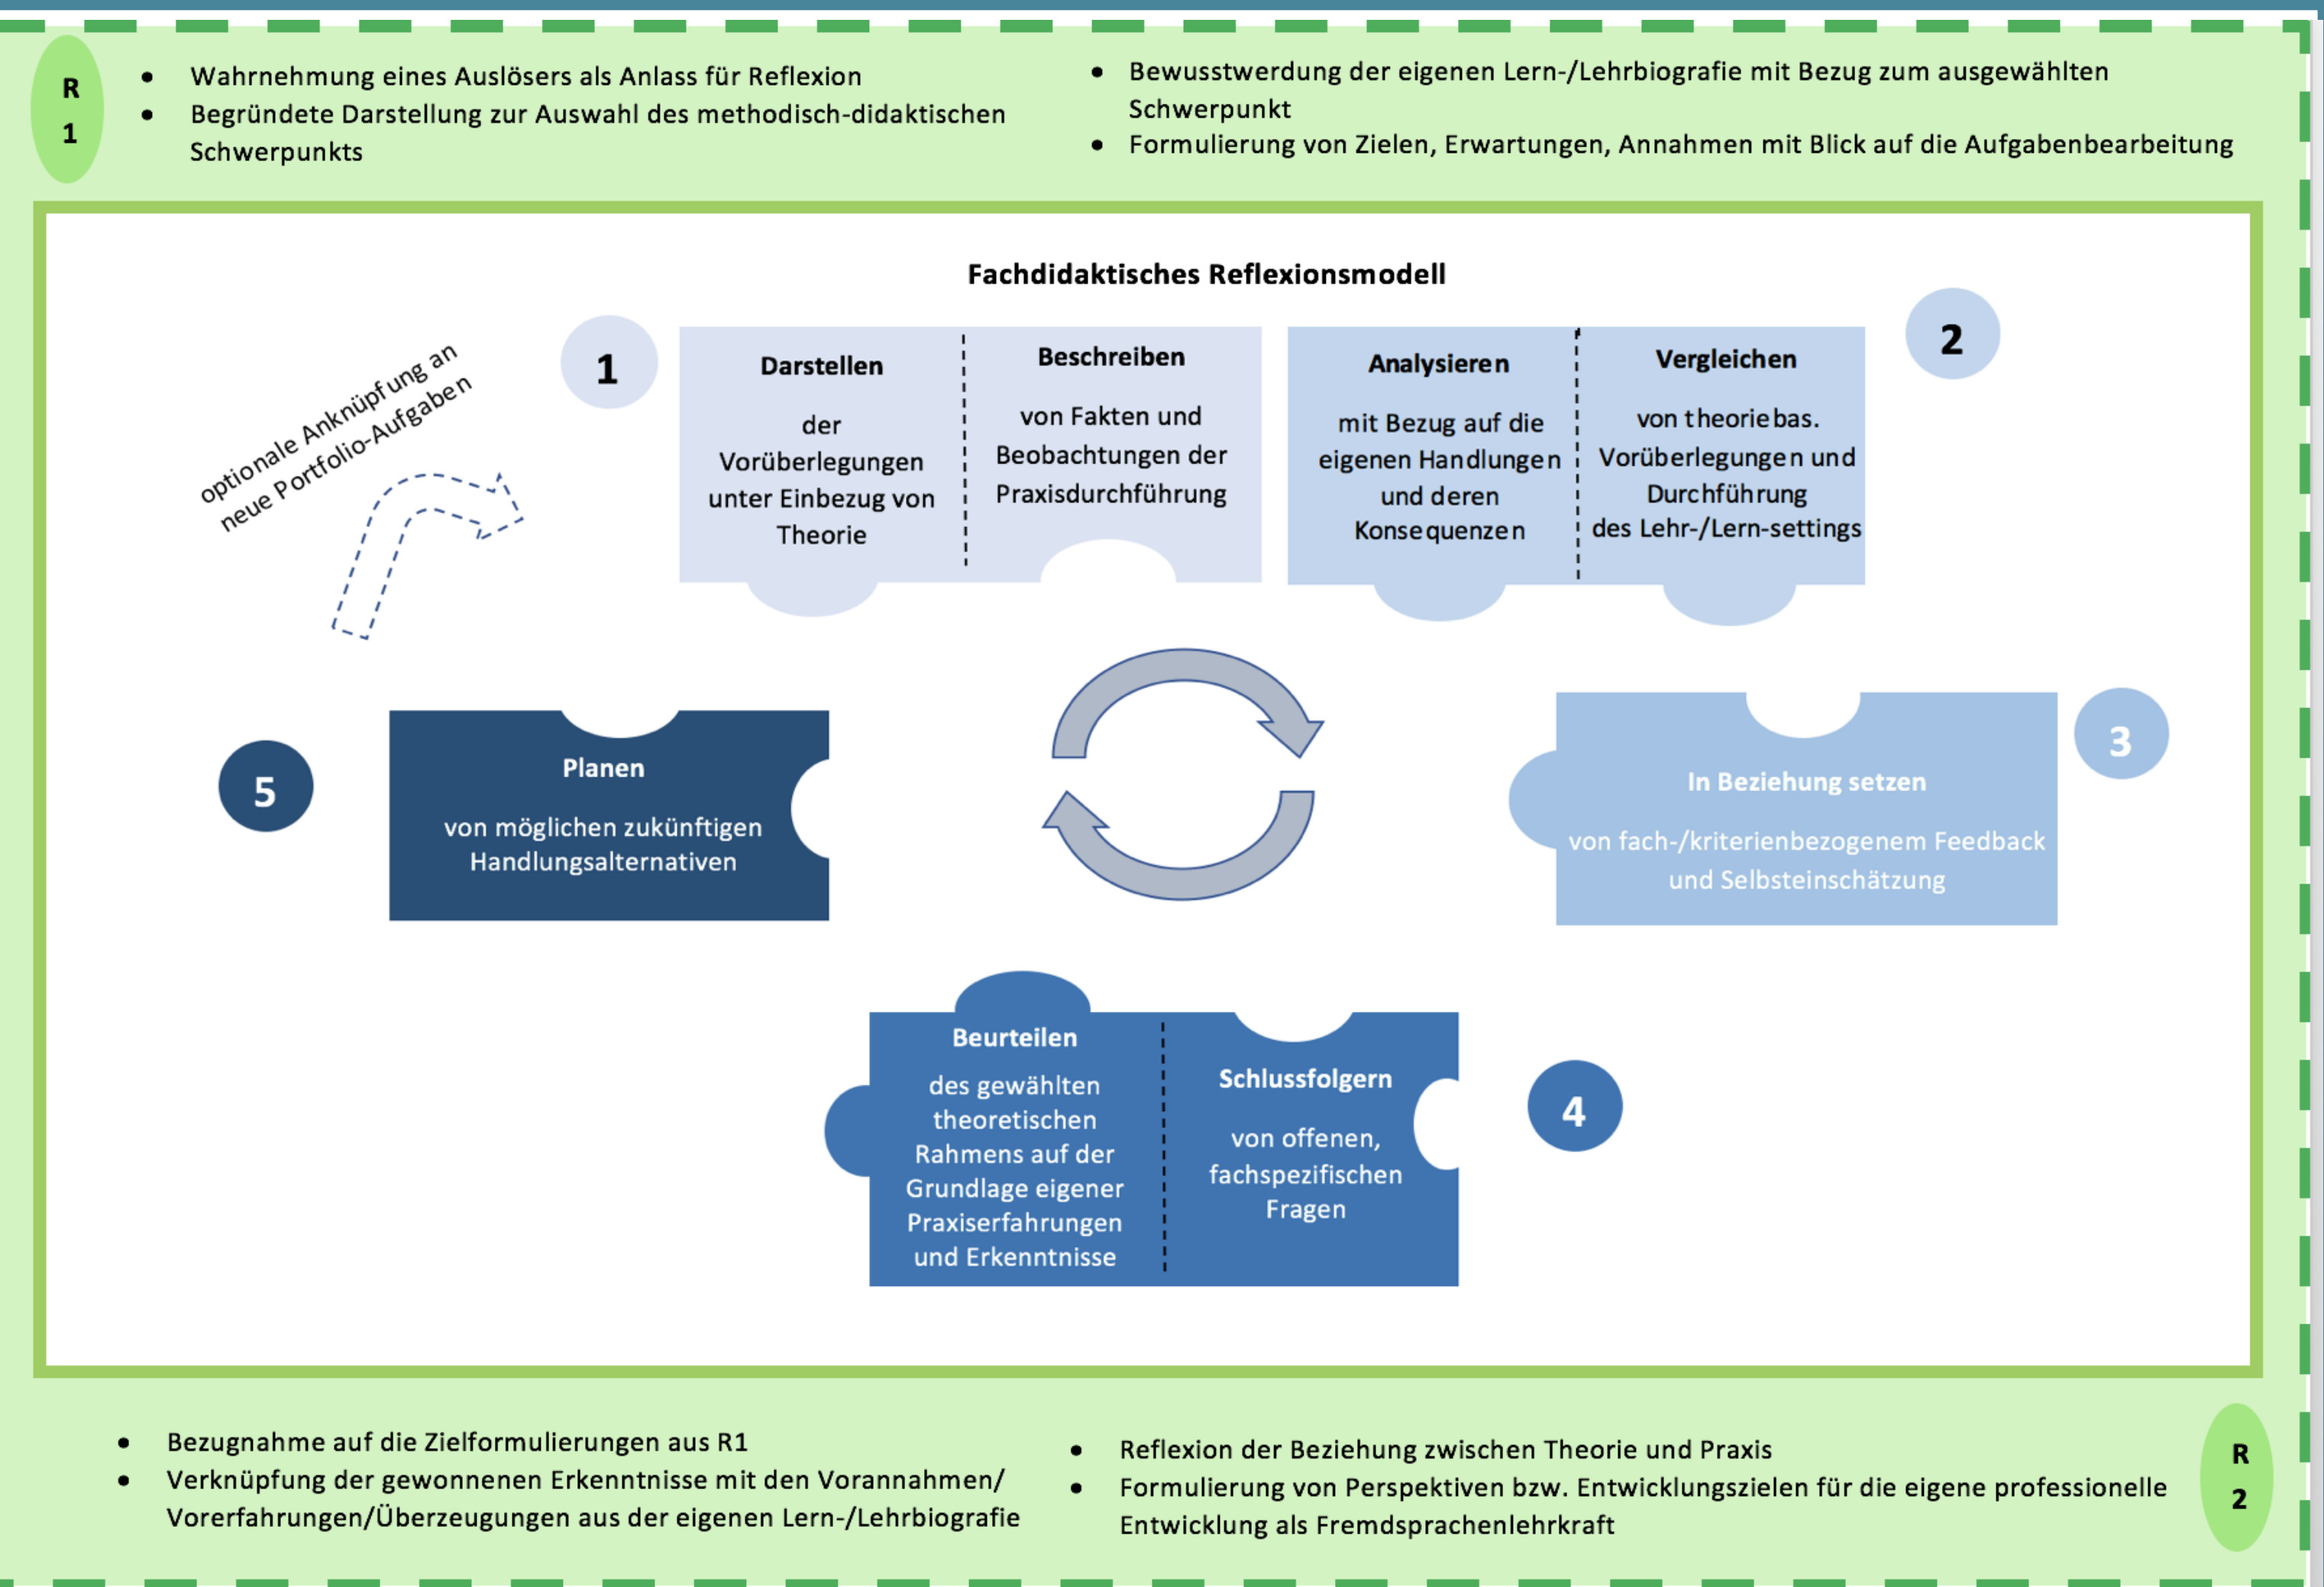 R
1
• Wahrnehmung eines Auslösers als Anlass für Reflexion
• Begründete Darstellung zur Auswahl des methodisch-didaktischen
Schwerpunkts
• Bewusstwerdung der eigenen Lern-/Lehrbiografie mit Bezug zum ausgewählten
Schwerpunkt
• Formulierung von Zielen, Erwartungen, Annahmen mit Blick auf die Aufgabenbearbeitung
Fachdidaktisches Reflexionsmodell
optionale Anknüpfung an
neue Portfolio-Aufgaben
1
Darstellen
der
Vorüberlegungen
unter Einbezug von
Theorie
Beschreiben
von Fakten und
Beobachtungen der
Praxisdurchführung
Analysieren
mit Bezug auf die
eigenen Handlungen
und deren
Konsequenzen
Vergleichen
von theoriebas.
Vorüberlegungen und
Durchführung
des Lehr-/Lern-settings
2
In Beziehung setzen
von fach-/kriterienbezogenem Feedback
und Selbsteinschätzung
3
Beurteilen
des gewählten
theoretischen
Rahmens auf der
Grundlage eigener
Praxiserfahrungen
und Erkenntnisse
Schlussfolgern
von offenen,
fachspezifischen
Fragen
4
5
Planen
von möglichen zukünftigen
Handlungsalternativen
• Bezugnahme auf die Zielformulierungen aus R1
• Verknüpfung der gewonnenen Erkenntnisse mit den Vorannahmen/
Vorerfahrungen/Überzeugungen aus der eigenen Lern-/Lehrbiografie
• Reflexion der Beziehung zwischen Theorie und Praxis
• Formulierung von Perspektiven bzw. Entwicklungszielen für die eigene professionelle
Entwicklung als Fremdsprachenlehrkraft
R
2